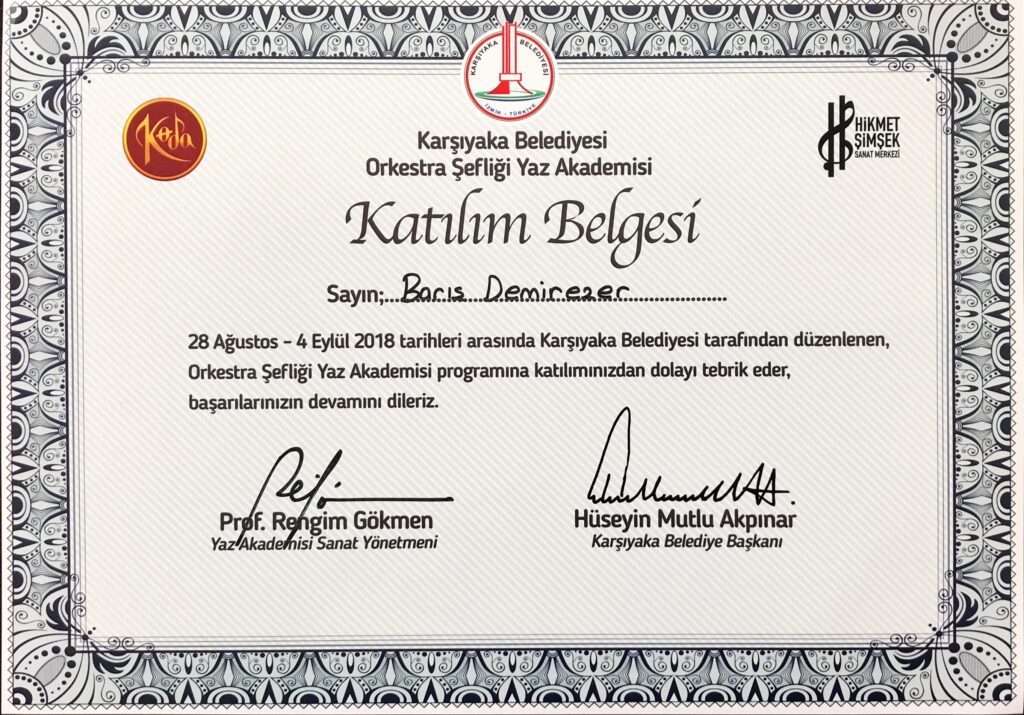 KARŞIYAKA BELEDİYESİ
İZMİR - TÜRKİYE
Koda
HİKMET
ŞİMŞEK
SANAT MERKEZİ
Karşıyaka Belediyesi
Orkestra Şefliği Yaz Akademisi
Katılım Belgesi
Sayın;...Barış Demirezer......................
28 Ağustos – 4 Eylül 2018 tarihleri arasında Karşıyaka Belediyesi tarafından düzenlenen,
Orkestra Şefliği Yaz Akademisi programına katılımınızdan dolayı tebrik eder,
başarılarınızın devamını dileriz.
Prof. Rengim Gökmen
Yaz Akademisi Sanat Yönetmeni
Hüseyin Mutlu Akpınar
Karşıyaka Belediye Başkanı